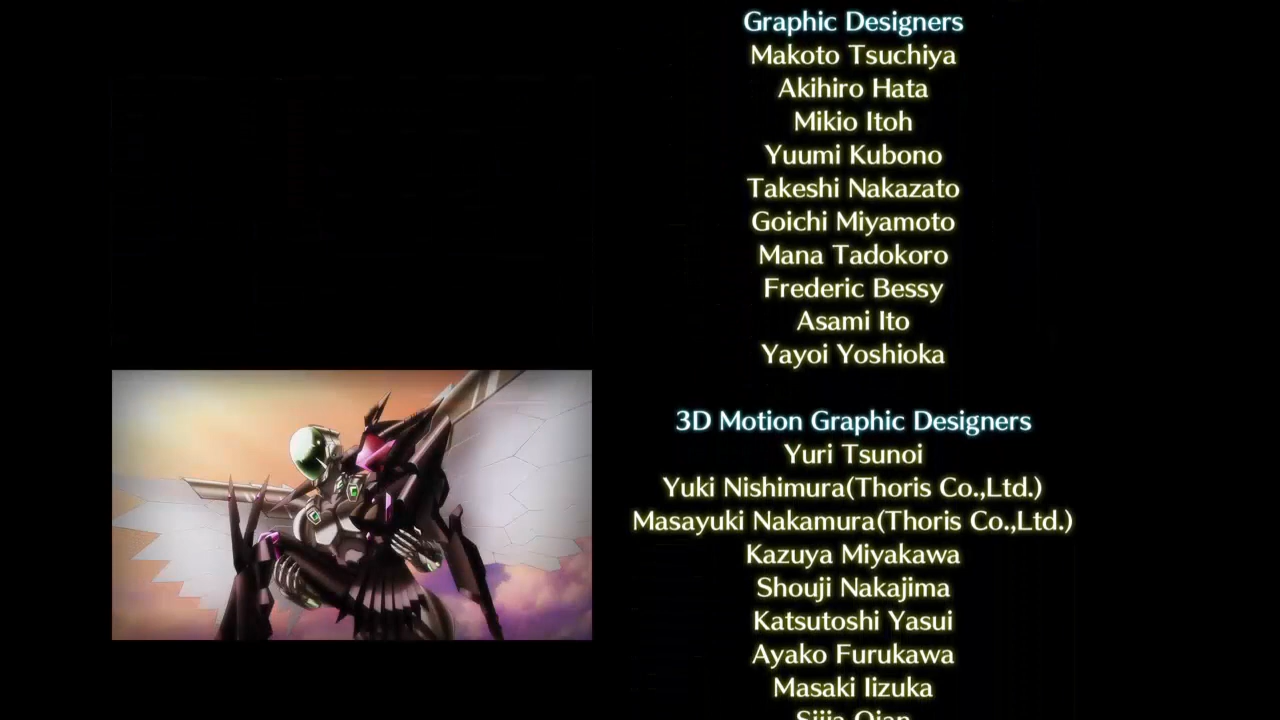 Graphic Designers
Makoto Tsuchiya
Akihiro Hata
Mikio Itoh
Yuumi Kubono
Takeshi Nakazato
Goichi Miyamoto
Mana Tadokoro
Frederic Bessy
Asami Ito
Yayoi Yoshioka
3D Motion Graphic Designers
Yuri Tsunoi
Yuki Nishimura(Thoris Co.,Ltd.)
Masayuki Nakamura(Thoris Co.,Ltd.)
Kazuya Miyakawa
Shouji Nakajima
Katsutoshi Yasui
Ayako Furukawa
Masaki Iizuka